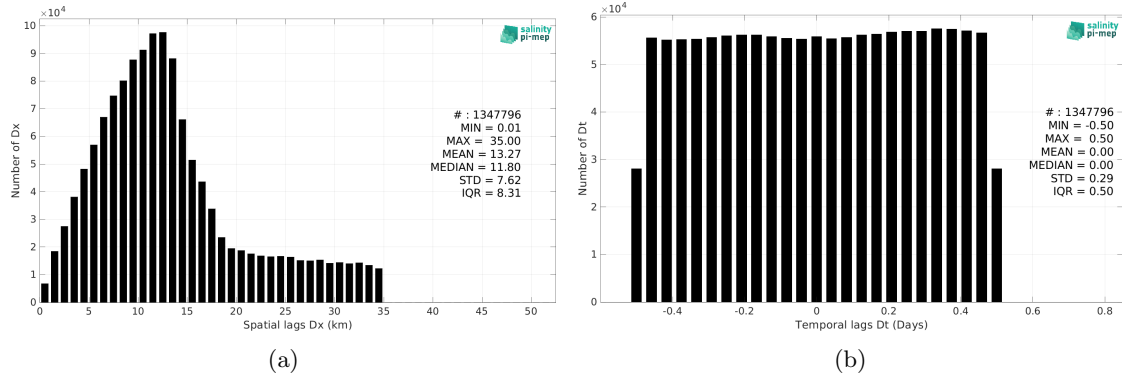 ×10⁴
10
9
8
7
6
5
4
3
2
1
0
Number of Dx
salinity
pi-mep
# : 1347796
MIN = 0.01
MAX = 35.00
MEAN = 13.27
MEDIAN = 11.80
STD = 7.62
IQR = 8.31
0 5 10 15 20 25 30 35 40 45 50
Spatial lags Dx (km)
(a)
×10⁴
6
5
4
3
2
1
0
Number of Dt
salinity
pi-mep
# : 1347796
MIN = -0.50
MAX = 0.50
MEAN = 0.00
MEDIAN = 0.00
STD = 0.29
IQR = 0.50
-0.4 -0.2 0 0.2 0.4 0.6 0.8
Temporal lags Dt (Days)
(b)